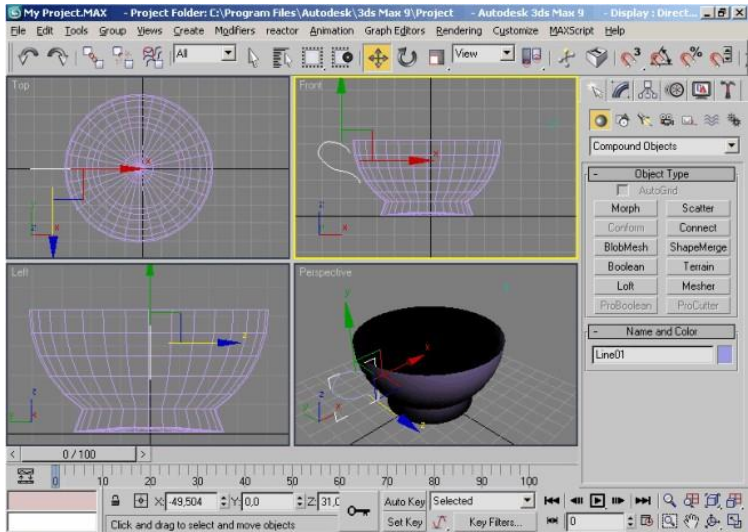 My Project.MAX - Project Folder: C:\Program Files\Autodesk\3ds Max 9\Project - Autodesk 3ds Max 9 - Display : Direct...
File Edit Tools Group Views Create Modifiers reactor Animation Graph Editors Rendering Customize MAXScript Help
All View
Top
Front
Left
Perspective
Compound Objects
Object Type
AutoGrid
Morph Scatter
Conform Connect
BlobMesh ShapeMerge
Boolean Terrain
Loft Mesher
ProBoolean ProCutter
Name and Color
Line01
0 / 100
0 10 20 30 40 50 60 70 80 90 100
X: -49,504 Y: 0,0 Z: 31,0
Auto Key Selected
Click and drag to select and move objects
Set Key Key Filters... 0